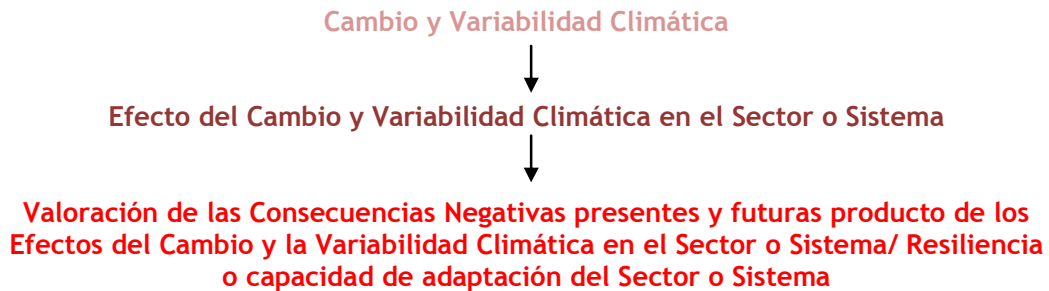 Cambio y Variabilidad Climática
Efecto del Cambio y Variabilidad Climática en el Sector o Sistema
Valoración de las Consecuencias Negativas presentes y futuras producto de los
Efectos del Cambio y la Variabilidad Climática en el Sector o Sistema/ Resiliencia
o capacidad de adaptación del Sector o Sistema